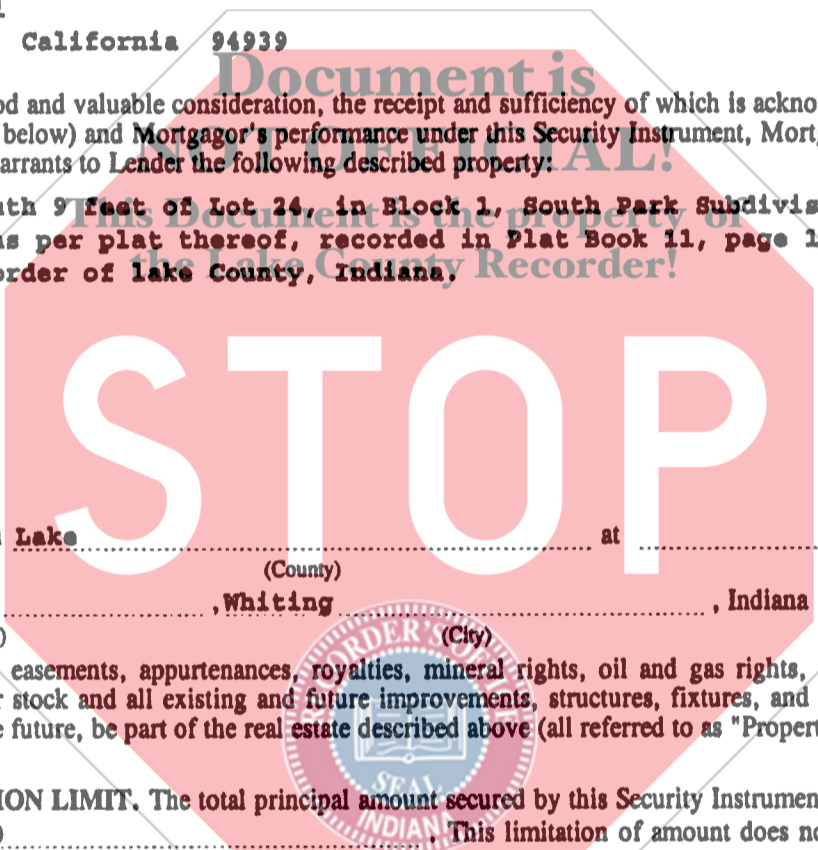 California 94939
Document is
od and valuable consideration, the receipt and sufficiency of which is ackno
below) and Mortgagor's performance under this Security Instrument, Mort
NOT OFFICIAL!
arrants to Lender the following described property:
uth 9 feet of Lot 24, in Block 1, South Park Subdivis
This Document is the property of
as per plat thereof, recorded in Plat Book 11, page 1
the Lake County Recorder!
order of lake County, Indiana.
STOP
Lake at
(County)
,Whiting , Indiana
) (City)
easements, appurtenances, royalties, mineral rights, oil and gas rights,
r stock and all existing and future improvements, structures, fixtures, and
e future, be part of the real estate described above (all referred to as "Propert
RECORDER'S OFFICE
SEAL
INDIANA
ION LIMIT. The total principal amount secured by this Security Instrumen
) . This limitation of amount does no